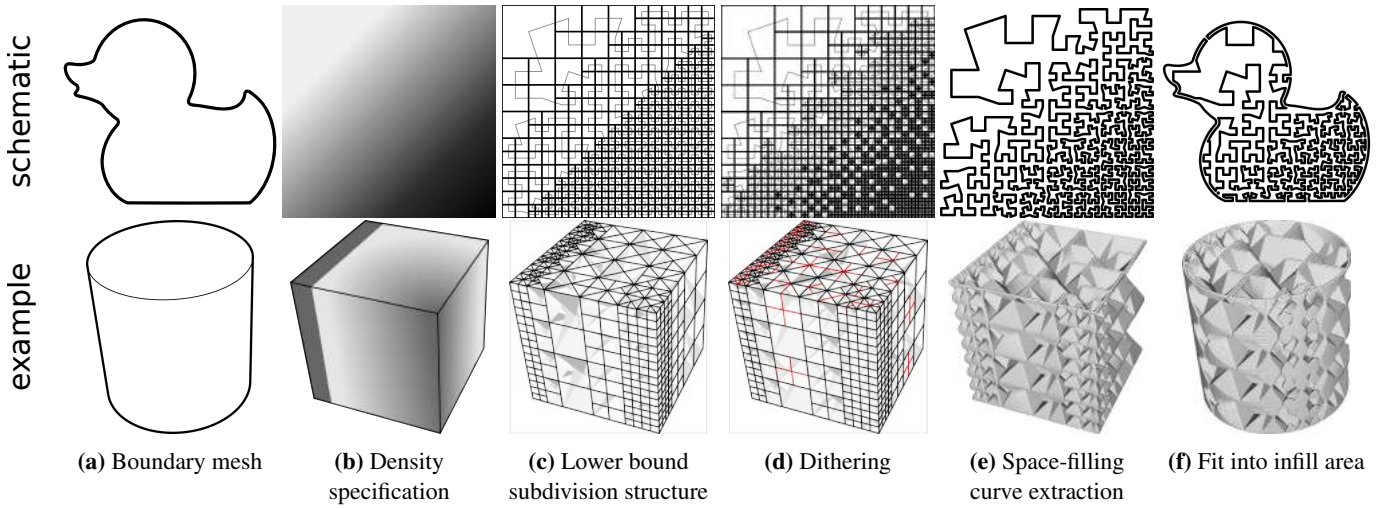 schematic
example
(a) Boundary mesh
(b) Density
specification
(c) Lower bound
subdivision structure
(d) Dithering
(e) Space-filling
curve extraction
(f) Fit into infill area